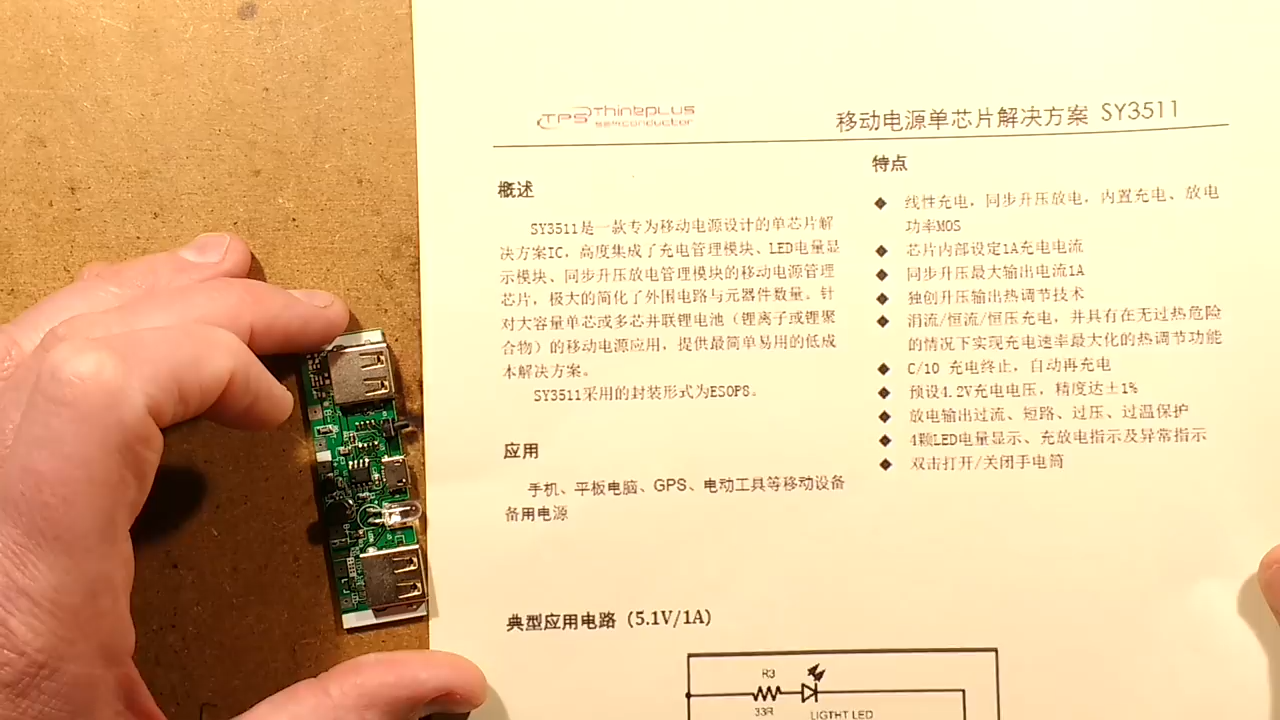 TPS Thinkplus
semiconductor
移动电源单芯片解决方案 SY3511
概述
SY3511是一款专为移动电源设计的单芯片解
决方案IC，高度集成了充电管理模块、LED电量显
示模块、同步升压放电管理模块的移动电源管理
芯片，极大的简化了外围电路与元器件数量。针
对大容量单芯或多芯并联锂电池（锂离子或锂聚
合物）的移动电源应用，提供最简单易用的低成
本解决方案。
SY3511采用的封装形式为ESOP8。
应用
手机、平板电脑、GPS、电动工具等移动设备
备用电源
特点
◆ 线性充电，同步升压放电，内置充电、放电
功率MOS
◆ 芯片内部设定1A充电电流
◆ 同步升压最大输出电流1A
◆ 独创升压输出热调节技术
◆ 涓流/恒流/恒压充电，并具有在无过热危险
的情况下实现充电速率最大化的热调节功能
◆ C/10 充电终止，自动再充电
◆ 预设4.2V充电电压，精度达±1%
◆ 放电输出过流、短路、过压、过温保护
◆ 4颗LED电量显示、充放电指示及异常指示
◆ 双击打开/关闭手电筒
典型应用电路（5.1V/1A）
R3
33R
LIGTHT LED